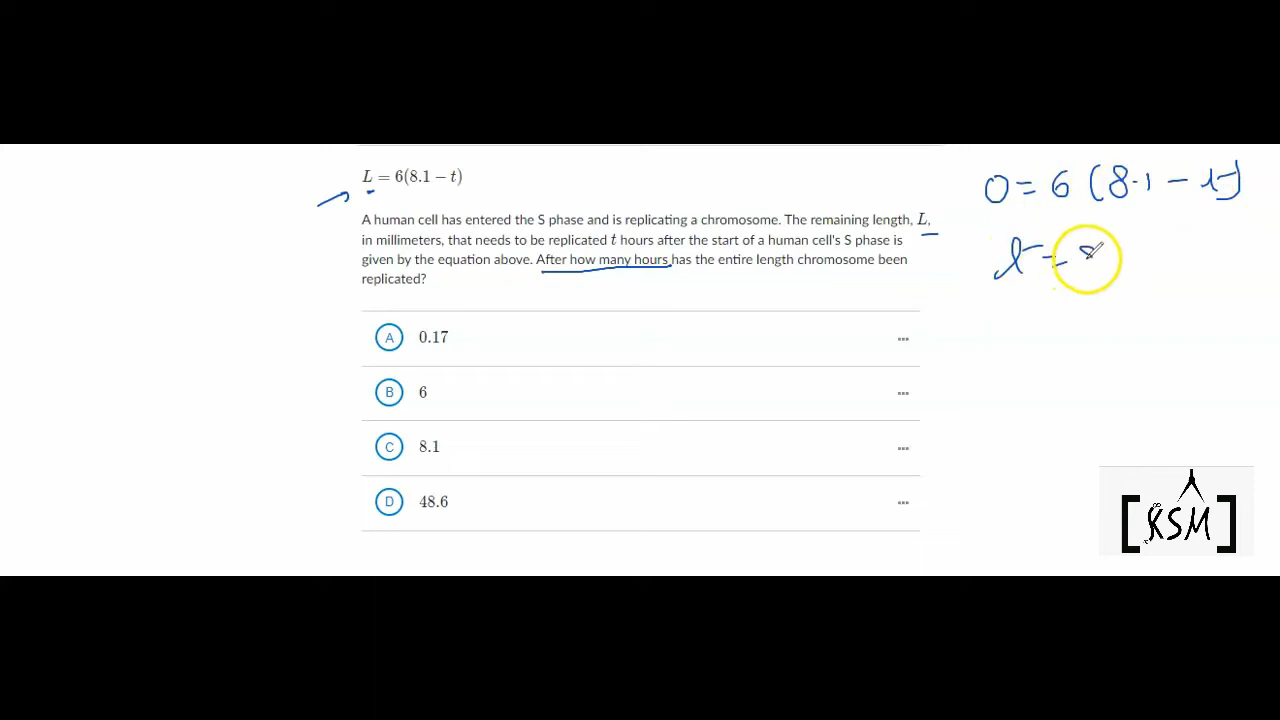 L = 6(8.1 − t)
A human cell has entered the S phase and is replicating a chromosome. The remaining length, L,
in millimeters, that needs to be replicated t hours after the start of a human cell's S phase is
given by the equation above. After how many hours has the entire length chromosome been
replicated?
A 0.17
B 6
C 8.1
D 48.6
0 = 6 (8.1 − t)
t = 8
[KSM]